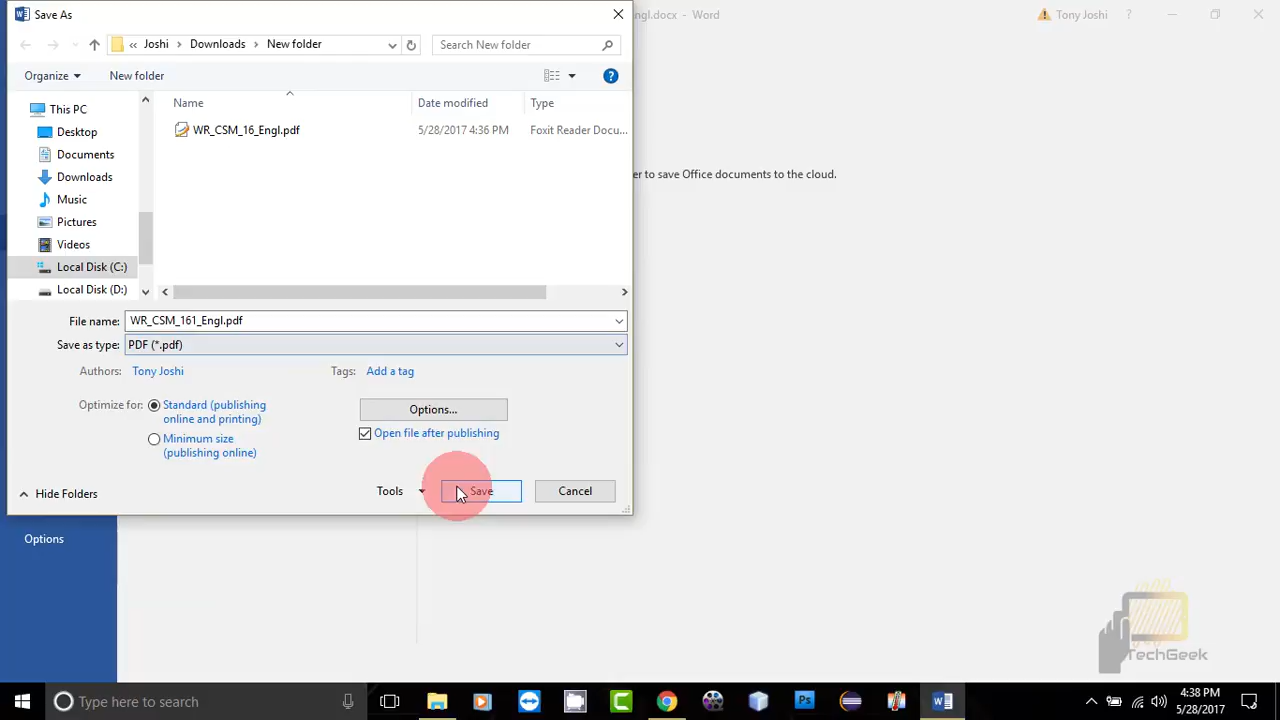 Save As
ngl.docx - Word
Tony Joshi
?
« Joshi > Downloads > New folder
Search New folder
Organize
New folder
?
Name
Date modified
Type
This PC
Desktop
Documents
Downloads
Music
Pictures
Videos
Local Disk (C:)
Local Disk (D:)
WR_CSM_16_Engl.pdf
5/28/2017 4:36 PM
Foxit Reader Docu...
er to save Office documents to the cloud.
File name:
WR_CSM_161_Engl.pdf
Save as type:
PDF (*.pdf)
Authors:
Tony Joshi
Tags:
Add a tag
Optimize for:
Standard (publishing
online and printing)
Minimum size
(publishing online)
Options...
Open file after publishing
Hide Folders
Tools
Save
Cancel
Options
TechGeek
Type here to search
Ps
4:38 PM
5/28/2017